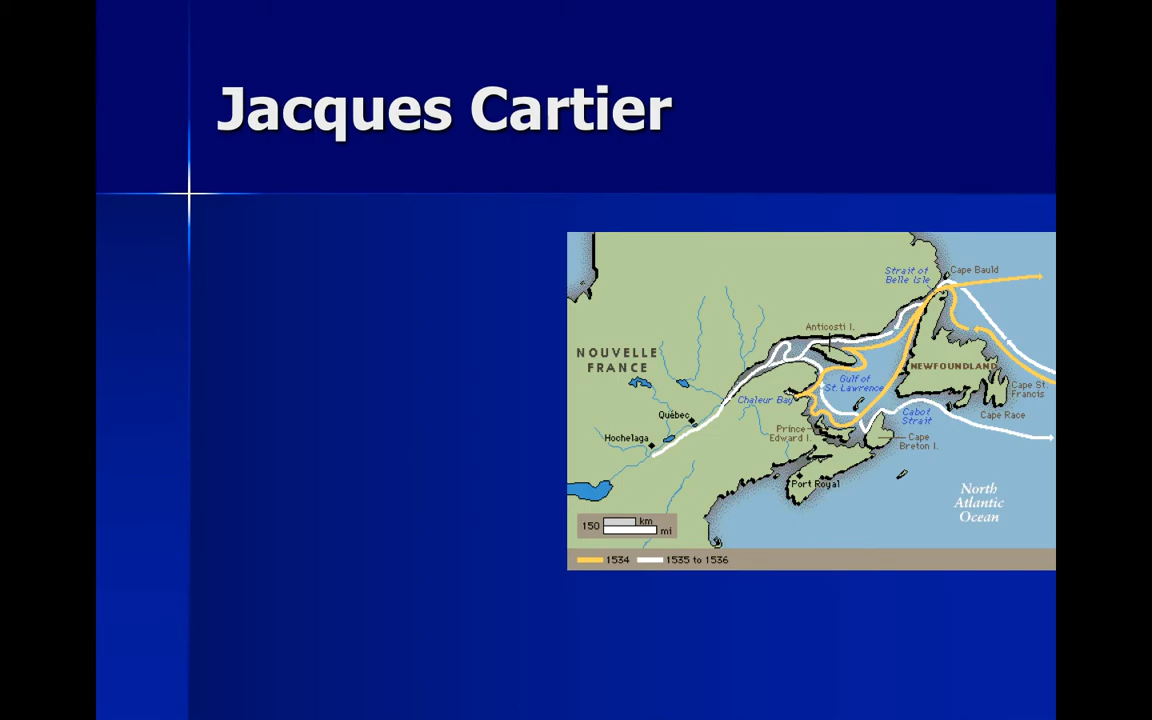 Jacques Cartier
Strait of
Belle Isle
Cape Bauld
Anticosti I.
NOUVELLE
FRANCE
NEWFOUNDLAND
Gulf of
St. Lawrence
Cape St.
Francis
Chaleur Bay
Cabot
Strait
Cape Race
Québec
Prince
Edward I.
Hochelaga
Cape
Breton I.
Port Royal
North
Atlantic
Ocean
150 km
mi
1534 1535 to 1536